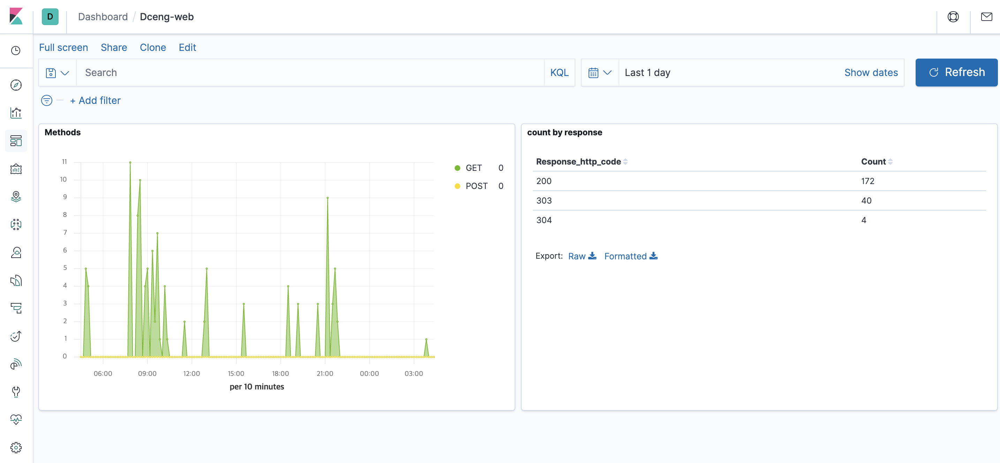 D Dashboard / Dceng-web
Full screen Share Clone Edit
Search KQL Last 1 day Show dates Refresh
+ Add filter
Methods
11
10
9
8
7
6
5
4
3
2
1
0
06:00 09:00 12:00 15:00 18:00 21:00 00:00 03:00
per 10 minutes
GET 0
POST 0
count by response
Response_http_code Count
200 172
303 40
304 4
Export: Raw Formatted